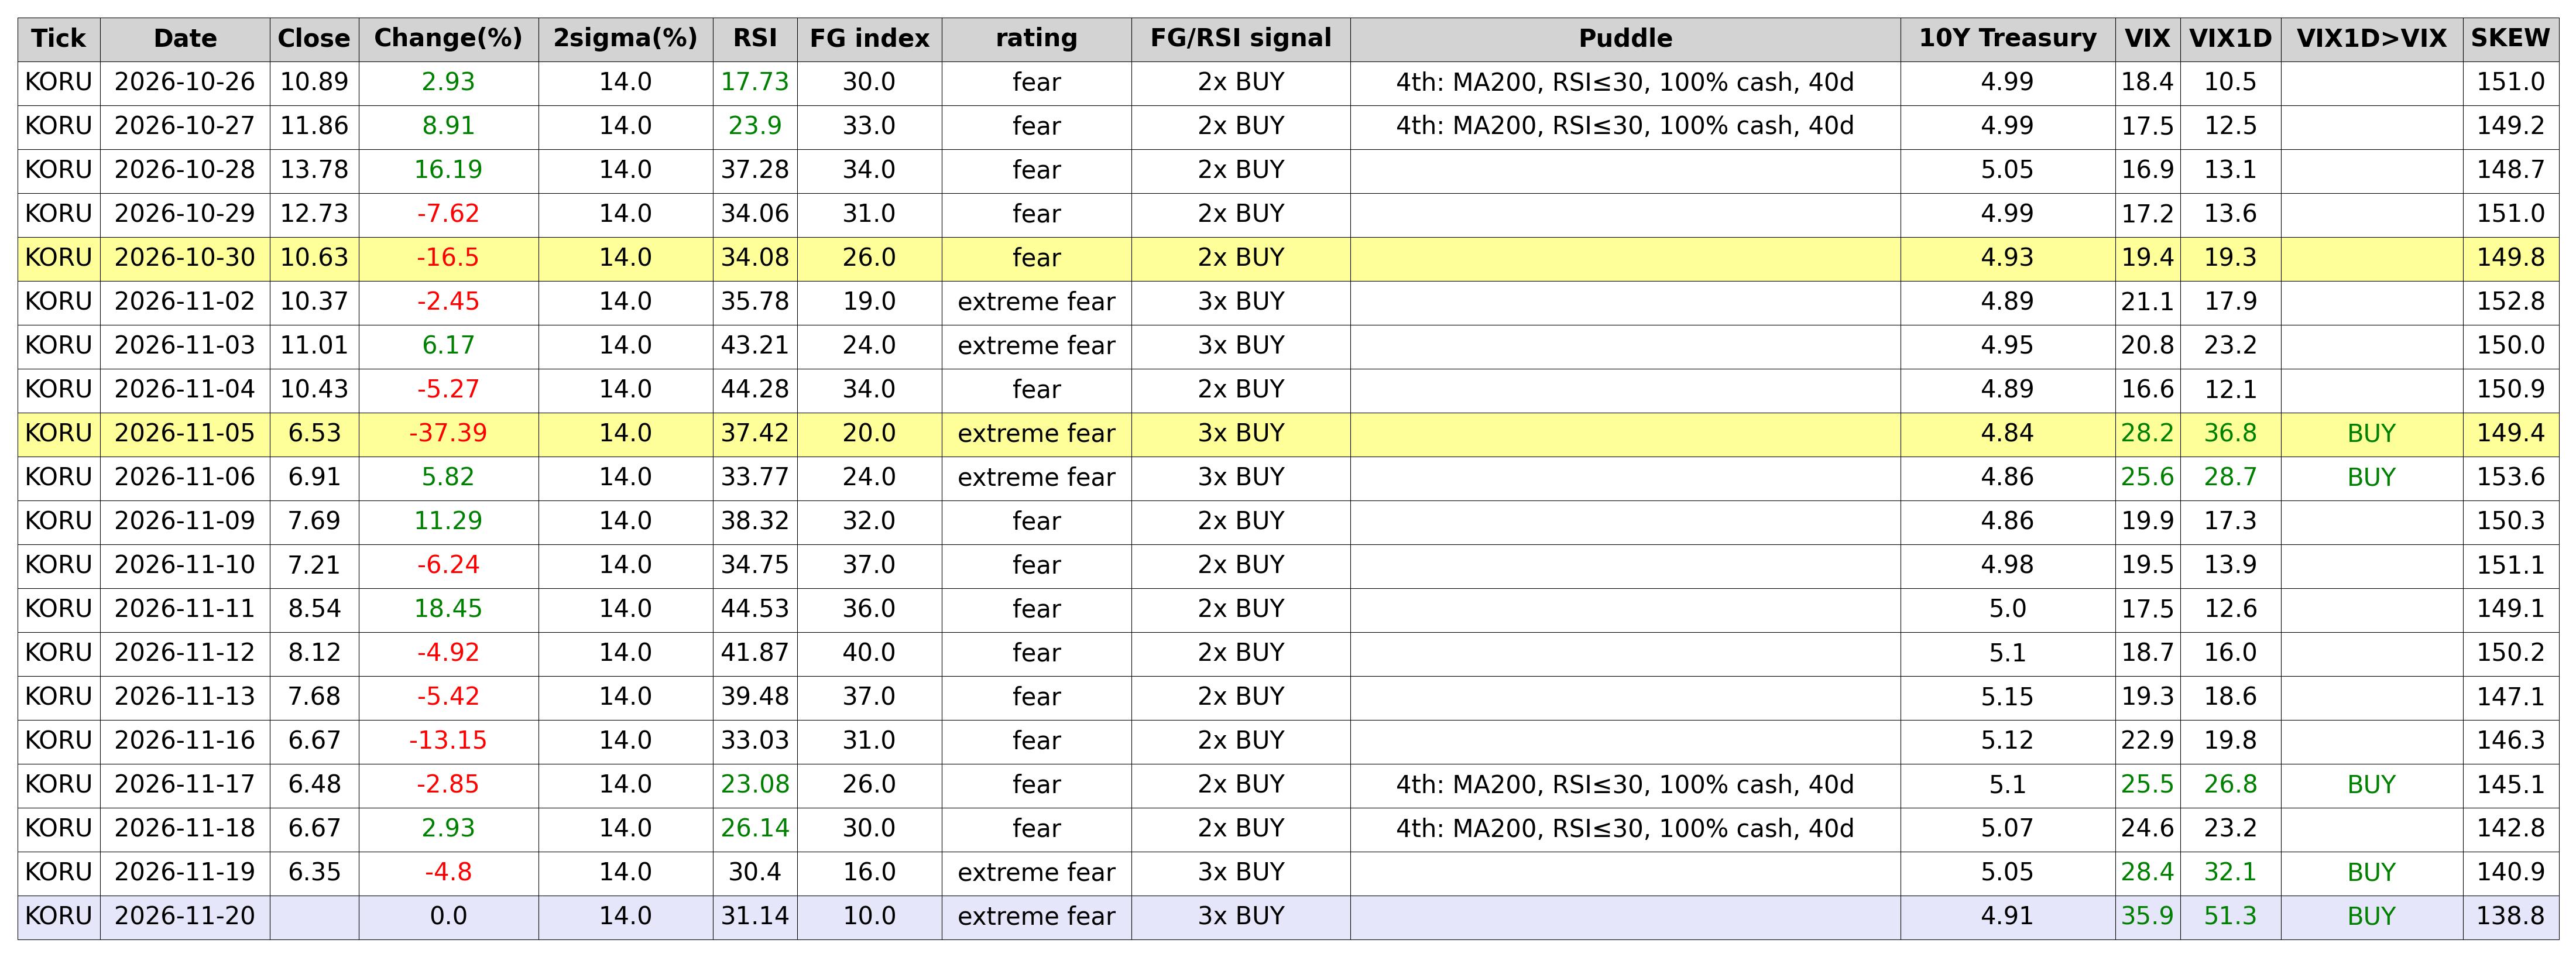 Tick Date Close Change(%) 2sigma(%) RSI FG index rating FG/RSI signal Puddle 10Y Treasury VIX VIX1D VIX1D>VIX SKEW
KORU 2026-10-26 10.89 2.93 14.0 17.73 30.0 fear 2x BUY 4th: MA200, RSI≤30, 100% cash, 40d 4.99 18.4 10.5 151.0
KORU 2026-10-27 11.86 8.91 14.0 23.9 33.0 fear 2x BUY 4th: MA200, RSI≤30, 100% cash, 40d 4.99 17.5 12.5 149.2
KORU 2026-10-28 13.78 16.19 14.0 37.28 34.0 fear 2x BUY 5.05 16.9 13.1 148.7
KORU 2026-10-29 12.73 -7.62 14.0 34.06 31.0 fear 2x BUY 4.99 17.2 13.6 151.0
KORU 2026-10-30 10.63 -16.5 14.0 34.08 26.0 fear 2x BUY 4.93 19.4 19.3 149.8
KORU 2026-11-02 10.37 -2.45 14.0 35.78 19.0 extreme fear 3x BUY 4.89 21.1 17.9 152.8
KORU 2026-11-03 11.01 6.17 14.0 43.21 24.0 extreme fear 3x BUY 4.95 20.8 23.2 150.0
KORU 2026-11-04 10.43 -5.27 14.0 44.28 34.0 fear 2x BUY 4.89 16.6 12.1 150.9
KORU 2026-11-05 6.53 -37.39 14.0 37.42 20.0 extreme fear 3x BUY 4.84 28.2 36.8 BUY 149.4
KORU 2026-11-06 6.91 5.82 14.0 33.77 24.0 extreme fear 3x BUY 4.86 25.6 28.7 BUY 153.6
KORU 2026-11-09 7.69 11.29 14.0 38.32 32.0 fear 2x BUY 4.86 19.9 17.3 150.3
KORU 2026-11-10 7.21 -6.24 14.0 34.75 37.0 fear 2x BUY 4.98 19.5 13.9 151.1
KORU 2026-11-11 8.54 18.45 14.0 44.53 36.0 fear 2x BUY 5.0 17.5 12.6 149.1
KORU 2026-11-12 8.12 -4.92 14.0 41.87 40.0 fear 2x BUY 5.1 18.7 16.0 150.2
KORU 2026-11-13 7.68 -5.42 14.0 39.48 37.0 fear 2x BUY 5.15 19.3 18.6 147.1
KORU 2026-11-16 6.67 -13.15 14.0 33.03 31.0 fear 2x BUY 5.12 22.9 19.8 146.3
KORU 2026-11-17 6.48 -2.85 14.0 23.08 26.0 fear 2x BUY 4th: MA200, RSI≤30, 100% cash, 40d 5.1 25.5 26.8 BUY 145.1
KORU 2026-11-18 6.67 2.93 14.0 26.14 30.0 fear 2x BUY 4th: MA200, RSI≤30, 100% cash, 40d 5.07 24.6 23.2 142.8
KORU 2026-11-19 6.35 -4.8 14.0 30.4 16.0 extreme fear 3x BUY 5.05 28.4 32.1 BUY 140.9
KORU 2026-11-20 0.0 14.0 31.14 10.0 extreme fear 3x BUY 4.91 35.9 51.3 BUY 138.8